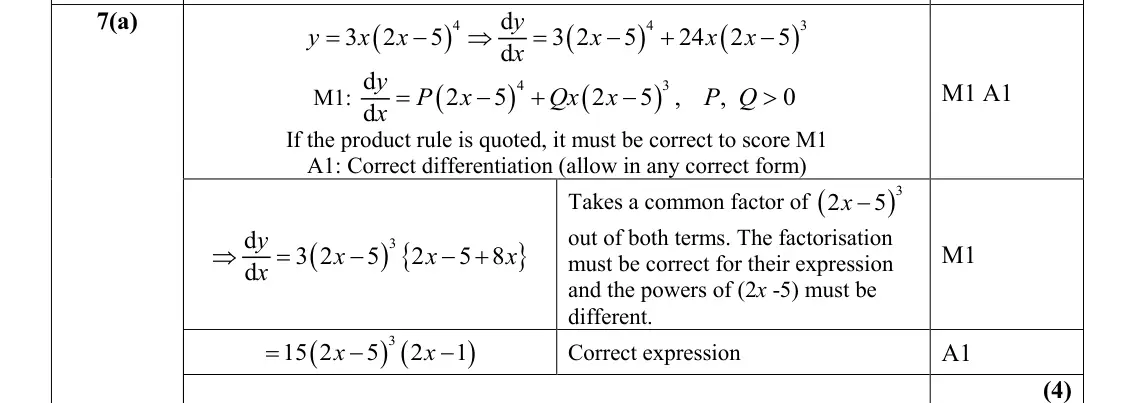 7(a)
y = 3x(2x − 5)⁴ ⇒ dy/dx = 3(2x − 5)⁴ + 24x(2x − 5)³
M1: dy/dx = P(2x − 5)⁴ + Qx(2x − 5)³ , P, Q > 0
If the product rule is quoted, it must be correct to score M1
A1: Correct differentiation (allow in any correct form)
M1 A1
⇒ dy/dx = 3(2x − 5)³ {2x − 5 + 8x}
Takes a common factor of (2x − 5)³
out of both terms. The factorisation
must be correct for their expression
and the powers of (2x -5) must be
different.
M1
= 15(2x − 5)³ (2x − 1)
Correct expression
A1
(4)